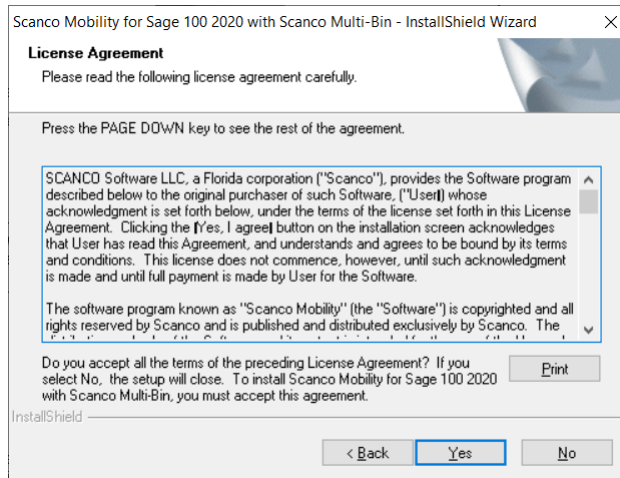 Scanco Mobility for Sage 100 2020 with Scanco Multi-Bin - InstallShield Wizard
License Agreement
Please read the following license agreement carefully.
Press the PAGE DOWN key to see the rest of the agreement.
SCANCO Software LLC, a Florida corporation ("Scanco"), provides the Software program
described below to the original purchaser of such Software, ("User|) whose
acknowledgment is set forth below, under the terms of the license set forth in this License
Agreement.  Clicking the |Yes, I agree| button on the installation screen acknowledges
that User has read this Agreement, and understands and agrees to be bound by its terms
and conditions.  This license does not commence, however, until such acknowledgment
is made and until full payment is made by User for the Software.
The software program known as "Scanco Mobility" (the "Software") is copyrighted and all
rights reserved by Scanco and is published and distributed exclusively by Scanco.  The
Do you accept all the terms of the preceding License Agreement?  If you
select No,  the setup will close.  To install Scanco Mobility for Sage 100 2020
with Scanco Multi-Bin, you must accept this agreement.
Print
InstallShield
< Back
Yes
No